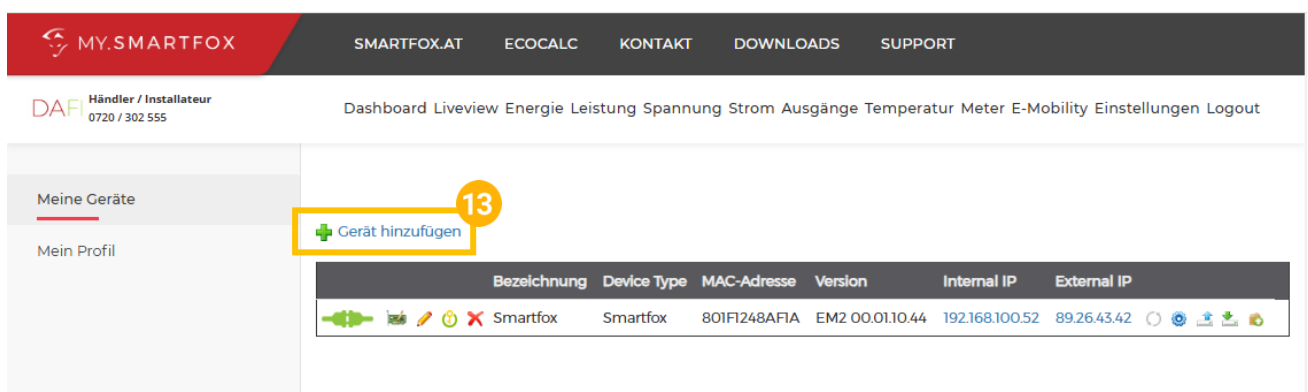 MY.SMARTFOX
SMARTFOX.AT ECOCALC KONTAKT DOWNLOADS SUPPORT
DAFI Händler / Installateur
0720 / 302 555
Dashboard Liveview Energie Leistung Spannung Strom Ausgänge Temperatur Meter E-Mobility Einstellungen Logout
Meine Geräte
Mein Profil
13
Gerät hinzufügen
Bezeichnung Device Type MAC-Adresse Version Internal IP External IP
Smartfox Smartfox 801F1248AF1A EM2 00.01.10.44 192.168.100.52 89.26.43.42